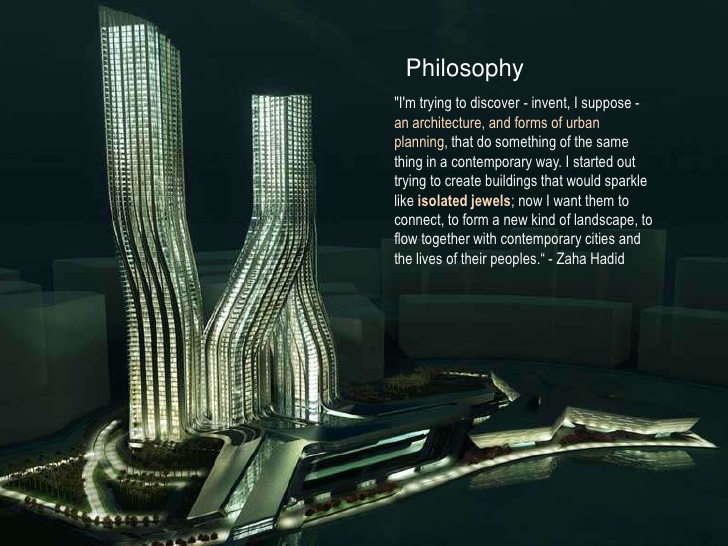 Philosophy
"I'm trying to discover - invent, I suppose -
an architecture, and forms of urban
planning, that do something of the same
thing in a contemporary way. I started out
trying to create buildings that would sparkle
like isolated jewels; now I want them to
connect, to form a new kind of landscape, to
flow together with contemporary cities and
the lives of their peoples.“ - Zaha Hadid